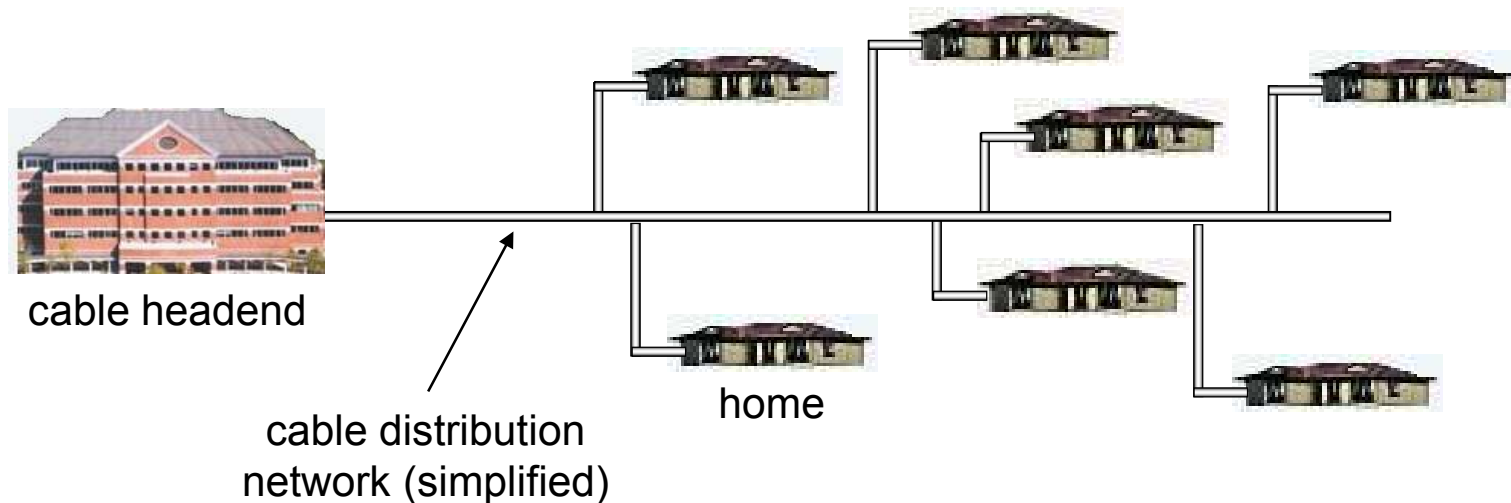 cable headend
home
cable distribution
network (simplified)